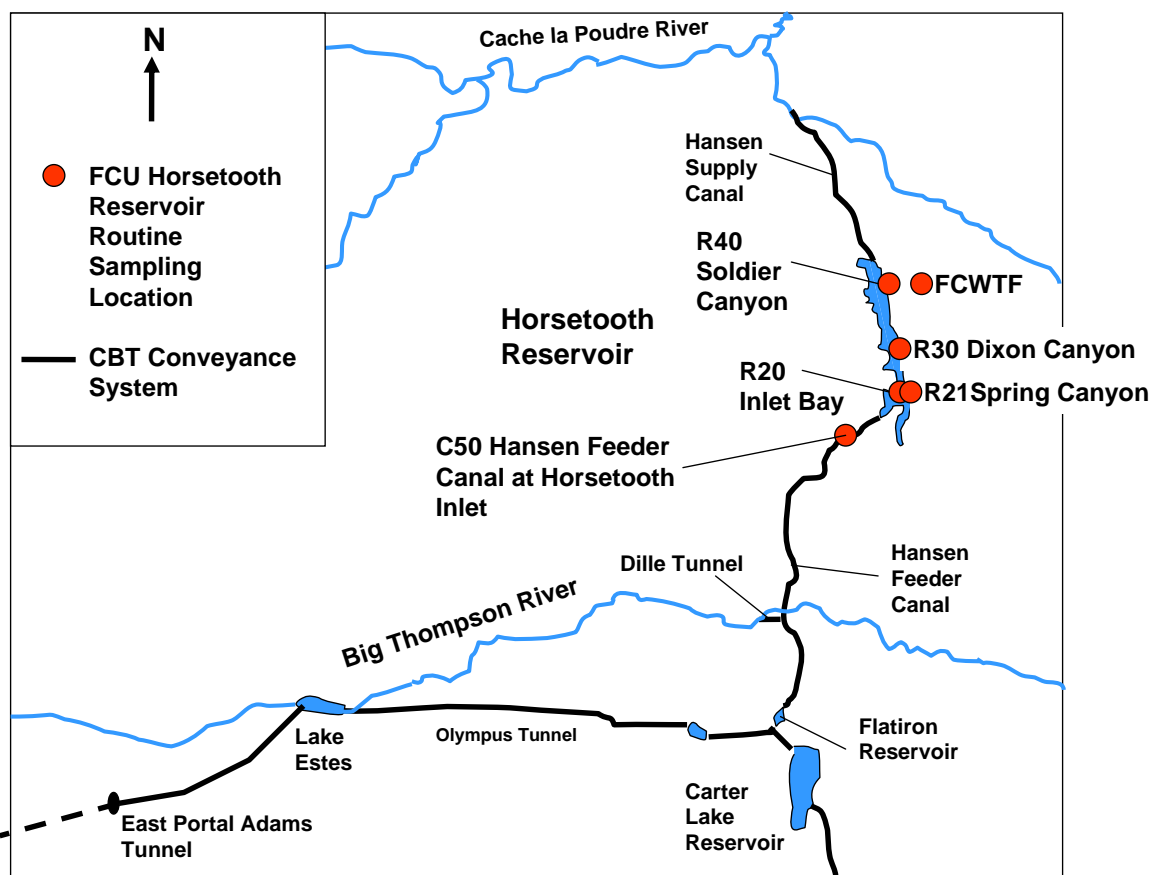 N
FCU Horsetooth
Reservoir
Routine
Sampling
Location
CBT Conveyance
System
Cache la Poudre River
Hansen
Supply
Canal
R40
Soldier
Canyon
FCWTF
Horsetooth
Reservoir
R30 Dixon Canyon
R20
Inlet Bay
R21Spring Canyon
C50 Hansen Feeder
Canal at Horsetooth
Inlet
Dille Tunnel
Hansen
Feeder
Canal
Big Thompson River
Lake
Estes
Olympus Tunnel
Flatiron
Reservoir
Carter
Lake
Reservoir
East Portal Adams
Tunnel